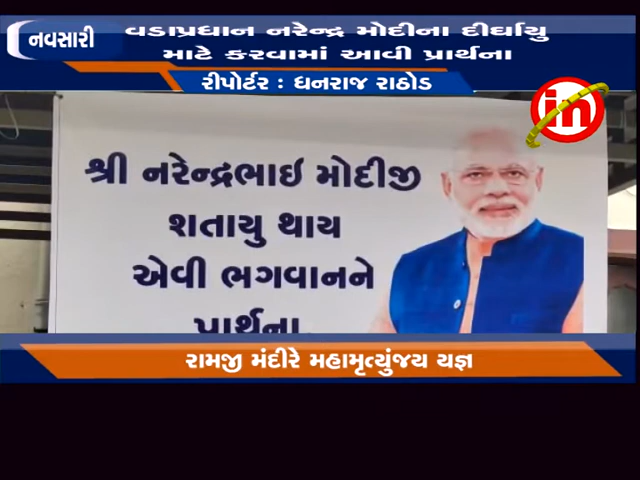 નવસારી
વડાપ્રધાન નરેન્દ્ર મોદીના દીર્ઘાયુ
માટે કરવામાં આવી પ્રાર્થના
રીપોર્ટર : ધનરાજ રાઠોડ
in
શ્રી નરેન્દ્રભાઇ મોદીજી
શતાયુ થાય
એવી ભગવાનને
પ્રાર્થના
રામજી મંદીરે મહામૃત્યુંજય યજ્ઞ